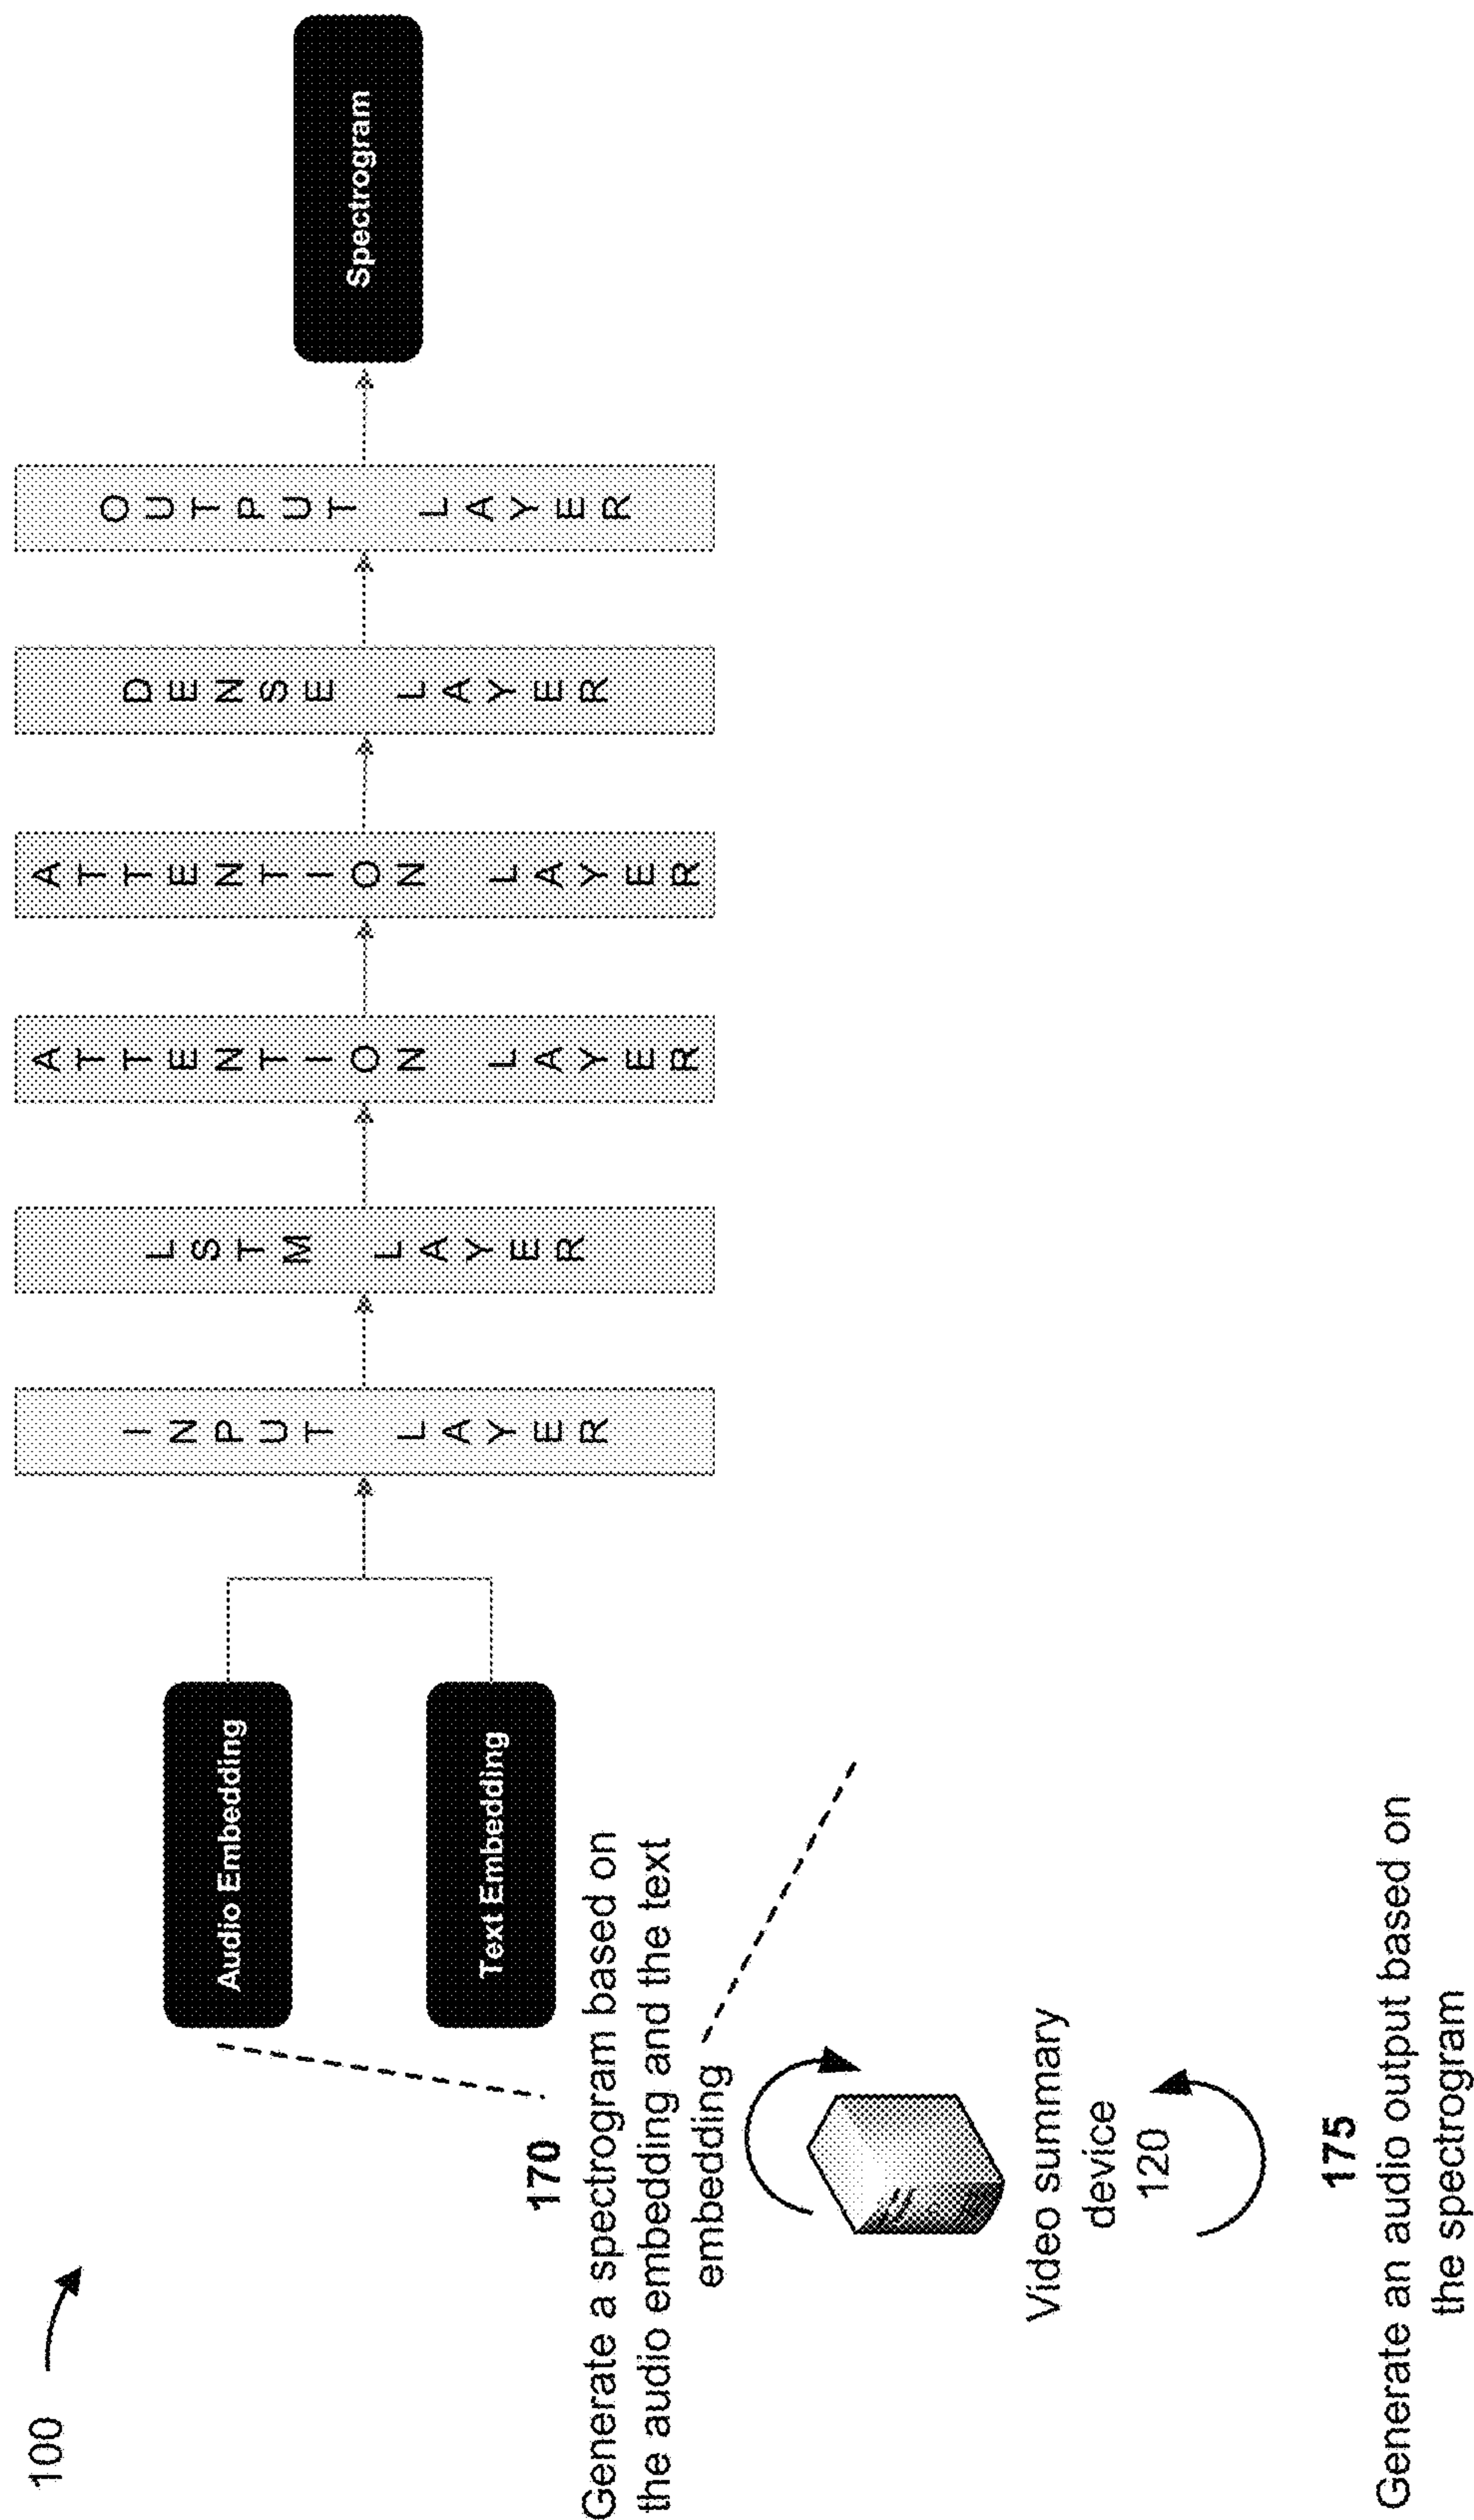 100
Audio Embedding
Text Embedding
INPUT LAYER
LSTM LAYER
ATTENTION LAYER
ATTENTION LAYER
DENSE LAYER
OUTPUT LAYER
Spectrogram
170
Generate a spectrogram based on
the audio embedding and the text
embedding
Video summary
device
120
175
Generate an audio output based on
the spectrogram